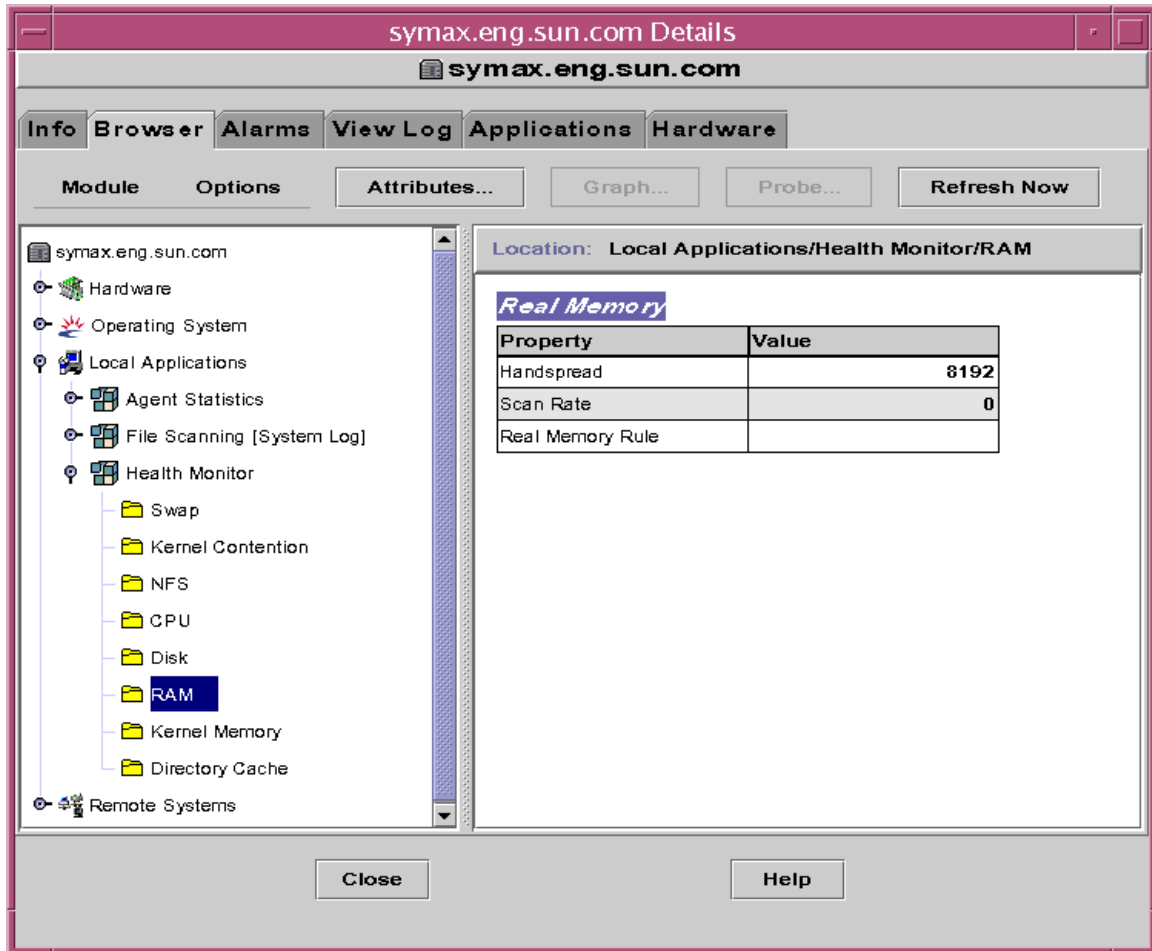 symax.eng.sun.com Details
symax.eng.sun.com
Info Browser Alarms View Log Applications Hardware
Module Options Attributes... Graph... Probe... Refresh Now
symax.eng.sun.com
Hardware
Operating System
Local Applications
Agent Statistics
File Scanning [System Log]
Health Monitor
Swap
Kernel Contention
NFS
CPU
Disk
RAM
Kernel Memory
Directory Cache
Remote Systems
Location: Local Applications/Health Monitor/RAM
Real Memory
Property Value
Handspread 8192
Scan Rate 0
Real Memory Rule
Close Help